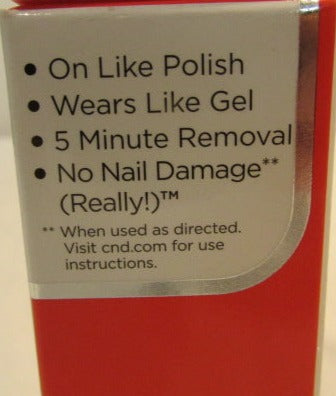 • On Like Polish
• Wears Like Gel
• 5 Minute Removal
• No Nail Damage**
(Really!)™
** When used as directed.
Visit cnd.com for use
instructions.